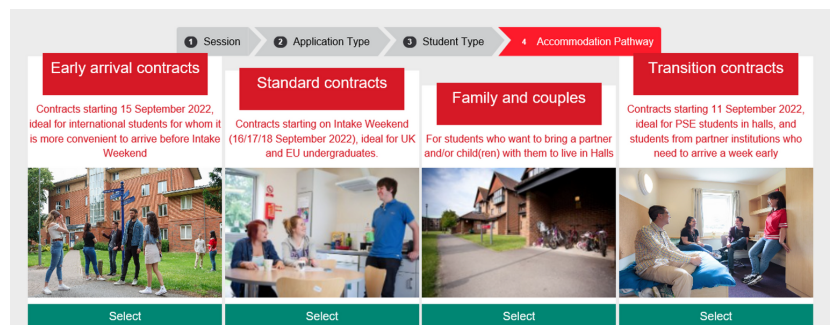 1 Session
2 Application Type
3 Student Type
4 Accommodation Pathway
Early arrival contracts
Contracts starting 15 September 2022,
ideal for international students for whom it
is more convenient to arrive before Intake
Weekend
Select
Standard contracts
Contracts starting on Intake Weekend
(16/17/18 September 2022), ideal for UK
and EU undergraduates.
Select
Family and couples
For students who want to bring a partner
and/or child(ren) with them to live in Halls
Select
Transition contracts
Contracts starting 11 September 2022,
ideal for PSE students in halls, and
students from partner institutions who
need to arrive a week early
Select